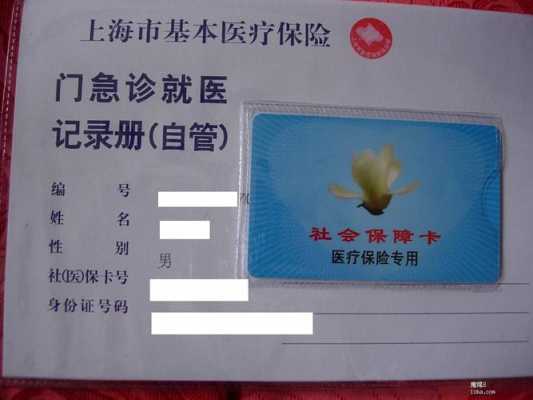 上海市基本医疗保险
门急诊就医
记录册(自管)
编 号
姓 名
性 别 男
社(医)保卡号
身份证号码
社会保障卡
医疗保险专用